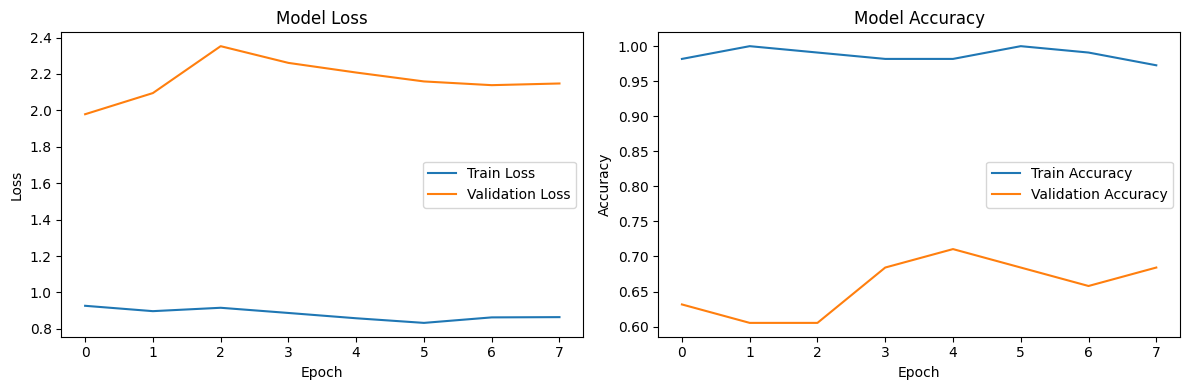 Model Loss
2.4
2.2
2.0
1.8
1.6
1.4
1.2
1.0
0.8
Loss
Train Loss
Validation Loss
0 1 2 3 4 5 6 7
Epoch
Model Accuracy
1.00
0.95
0.90
0.85
0.80
0.75
0.70
0.65
0.60
Accuracy
Train Accuracy
Validation Accuracy
0 1 2 3 4 5 6 7
Epoch